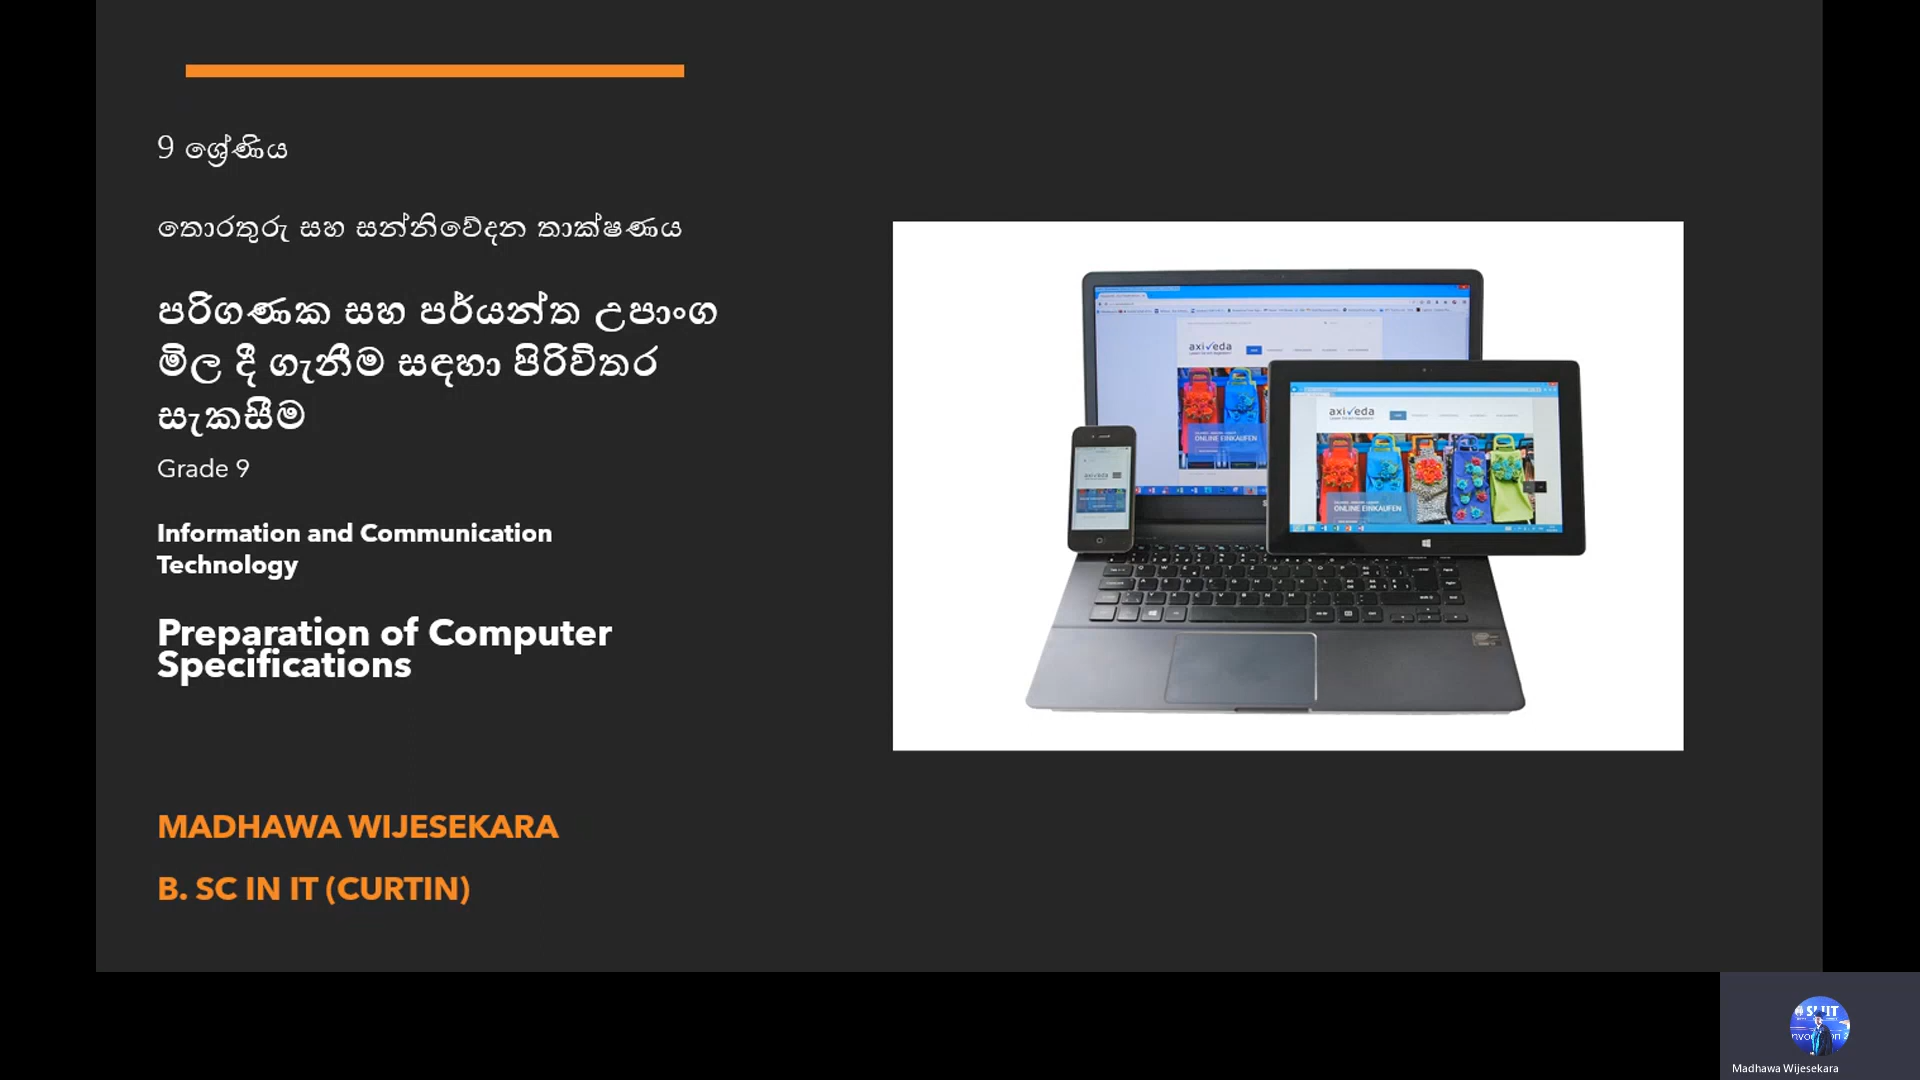 9 ශ්‍රේණිය
තොරතුරු සහ සන්නිවේදන තාක්ෂණය
පරිගණක සහ පර්යන්ත උපාංග
මිල දී ගැනීම සඳහා පිරිවිතර
සැකසීම
Grade 9
Information and Communication
Technology
Preparation of Computer
Specifications
MADHAWA WIJESEKARA
B. SC IN IT (CURTIN)
axiveda
ONLINE EINKAUFEN
axiveda
ONLINE EINKAUFEN
axiveda
SLIIT
Madhawa Wijesekara